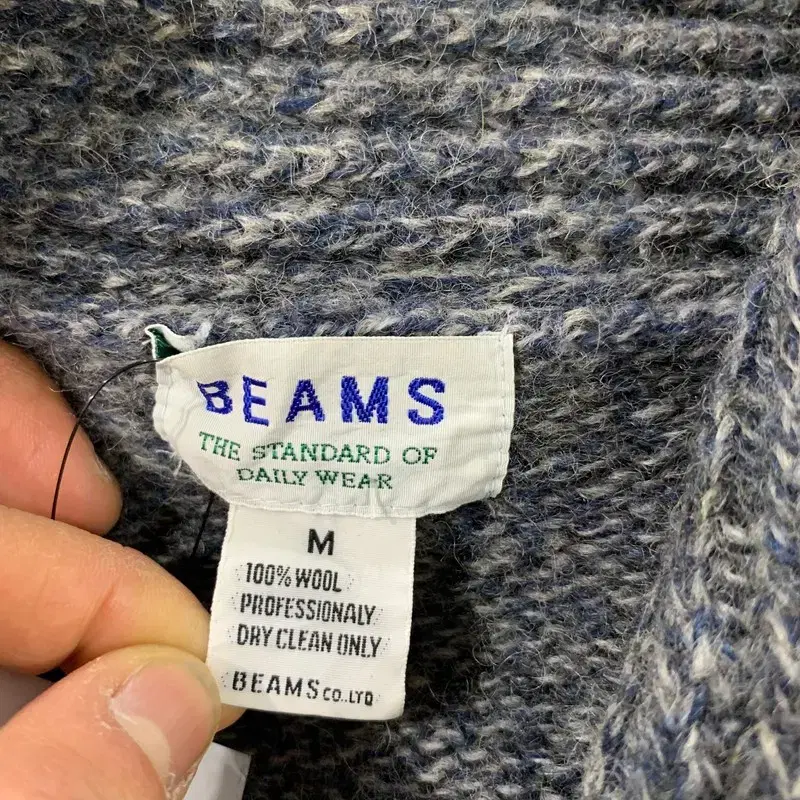 BEAMS
THE STANDARD OF
DAILY WEAR
M
100% WOOL
PROFESSIONALY
DRY CLEAN ONLY
BEAMS CO.,LTD